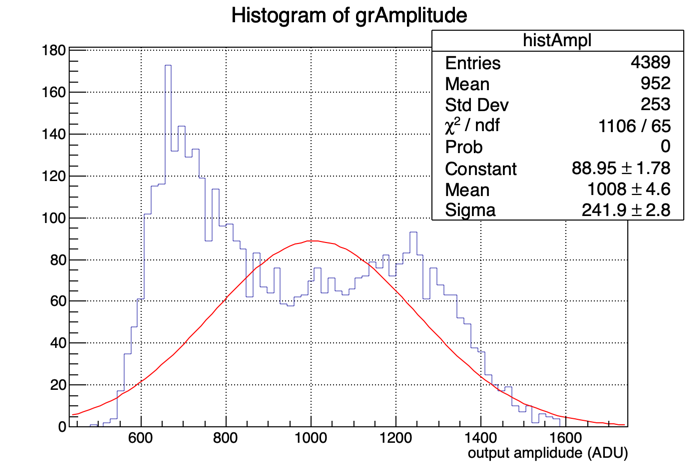 Histogram of grAmplitude
histAmpl
Entries 4389
Mean 952
Std Dev 253
χ² / ndf 1106 / 65
Prob 0
Constant 88.95 ± 1.78
Mean 1008 ± 4.6
Sigma 241.9 ± 2.8
180
160
140
120
100
80
60
40
20
0
600 800 1000 1200 1400 1600
output amplidude (ADU)